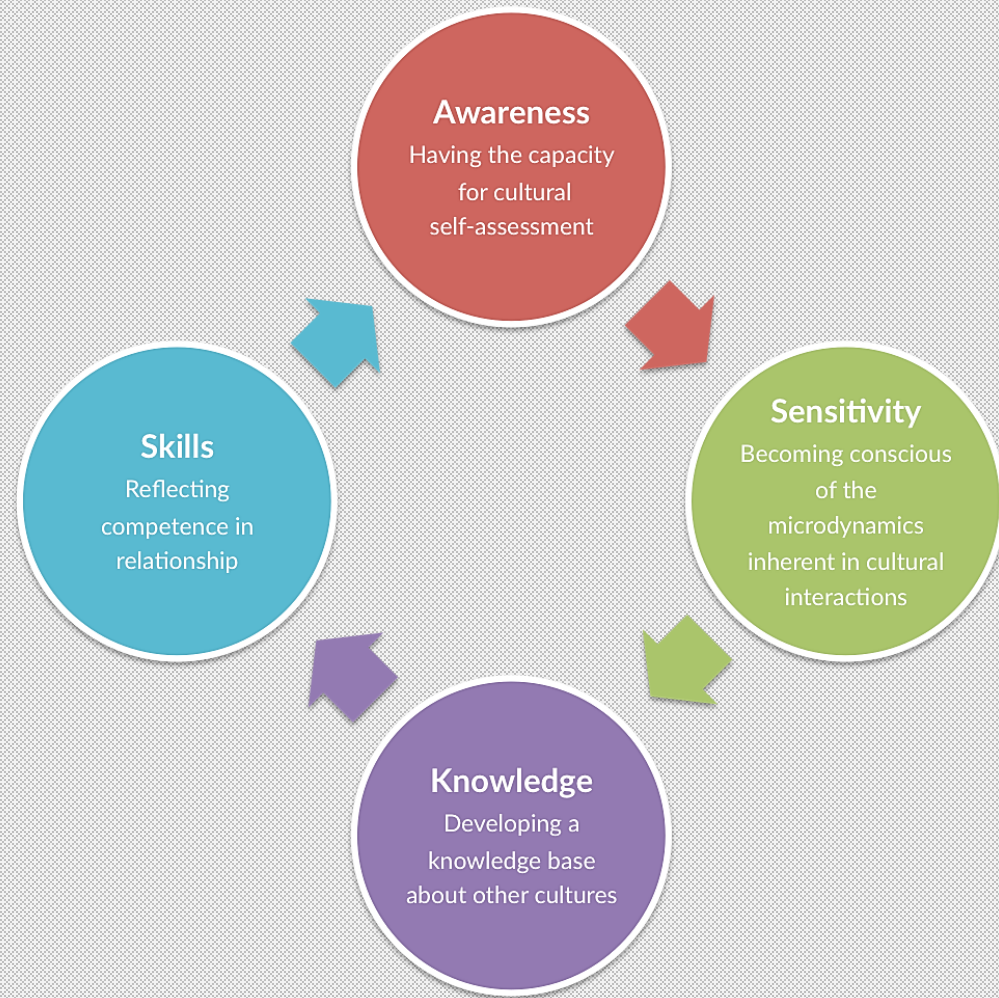 Awareness
Having the capacity
for cultural
self-assessment
Sensitivity
Becoming conscious
of the
microdynamics
inherent in cultural
interactions
Knowledge
Developing a
knowledge base
about other cultures
Skills
Reflecting
competence in
relationship